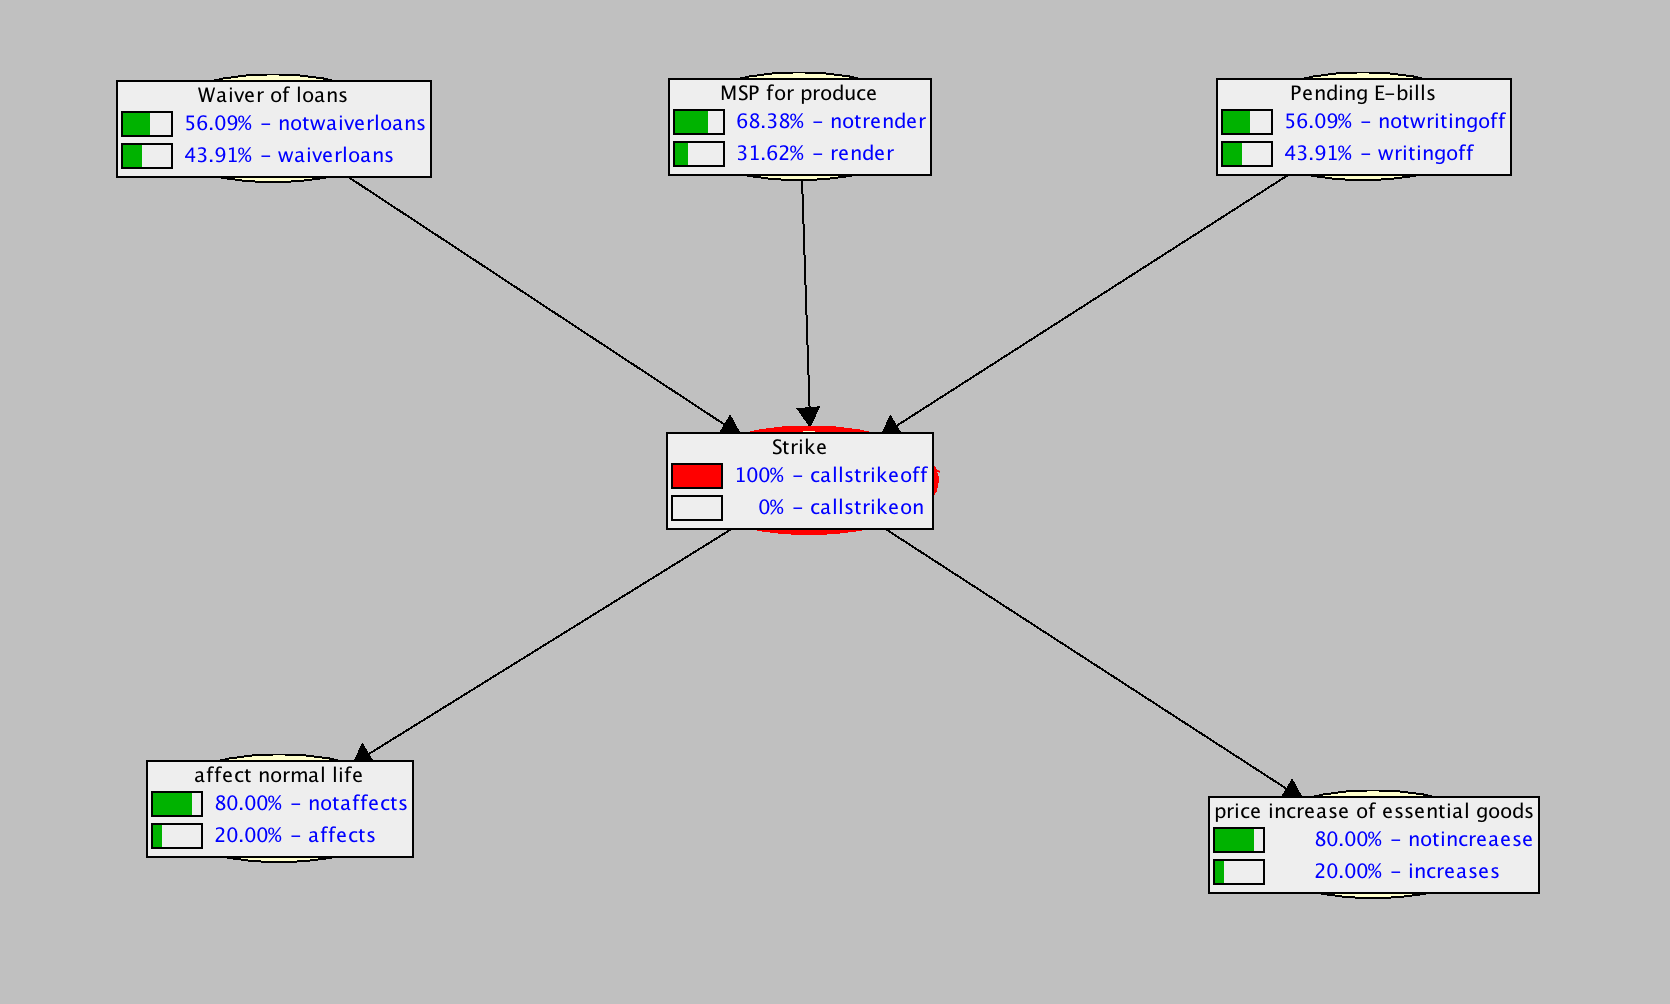 Waiver of loans
56.09% - notwaiverloans
43.91% - waiverloans
MSP for produce
68.38% - notrender
31.62% - render
Pending E-bills
56.09% - notwritingoff
43.91% - writingoff
Strike
100% - callstrikeoff
0% - callstrikeon
affect normal life
80.00% - notaffects
20.00% - affects
price increase of essential goods
80.00% - notincreaese
20.00% - increases